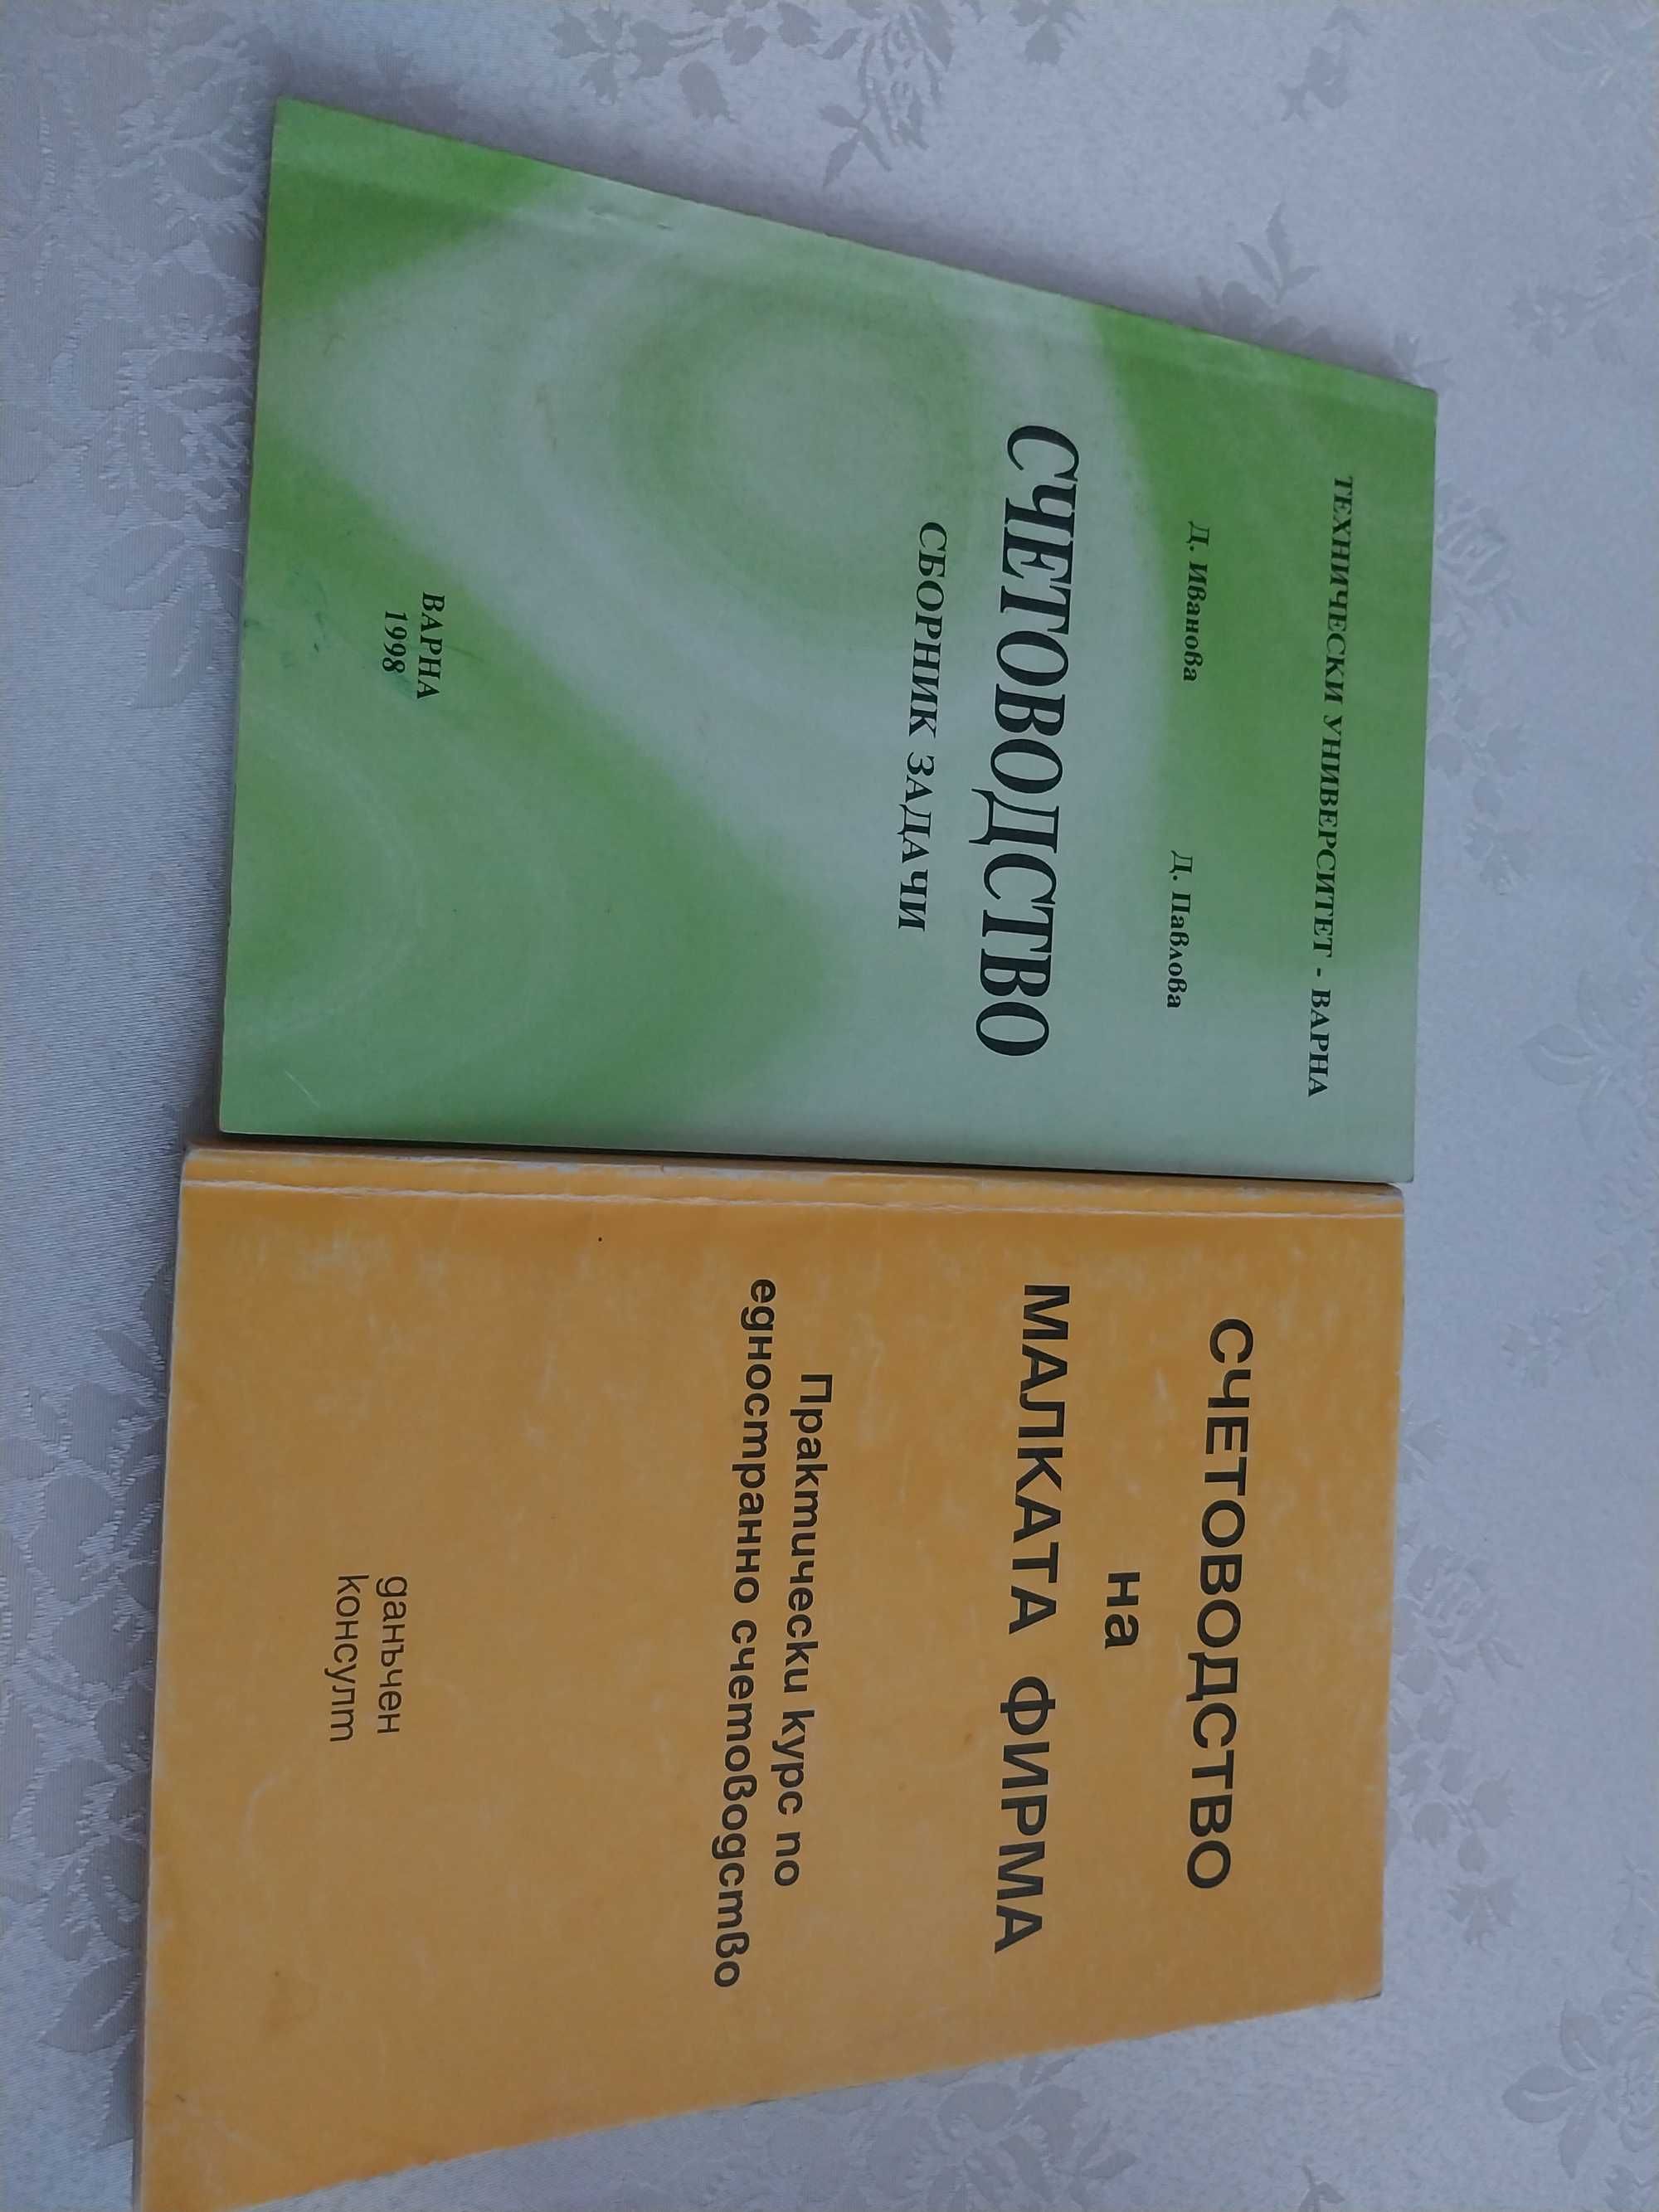 ТЕХНИЧЕСКИ УНИВЕРСИТЕТ - ВАРНА
Д. Иванова Д. Павлова
СЧЕТОВОДСТВО
СБОРНИК ЗАДАЧИ
ВАРНА
1998
СЧЕТОВОДСТВО
на
МАЛКАТА ФИРМА
Практически курс по
едностранно счетоводство
данъчен
консулт